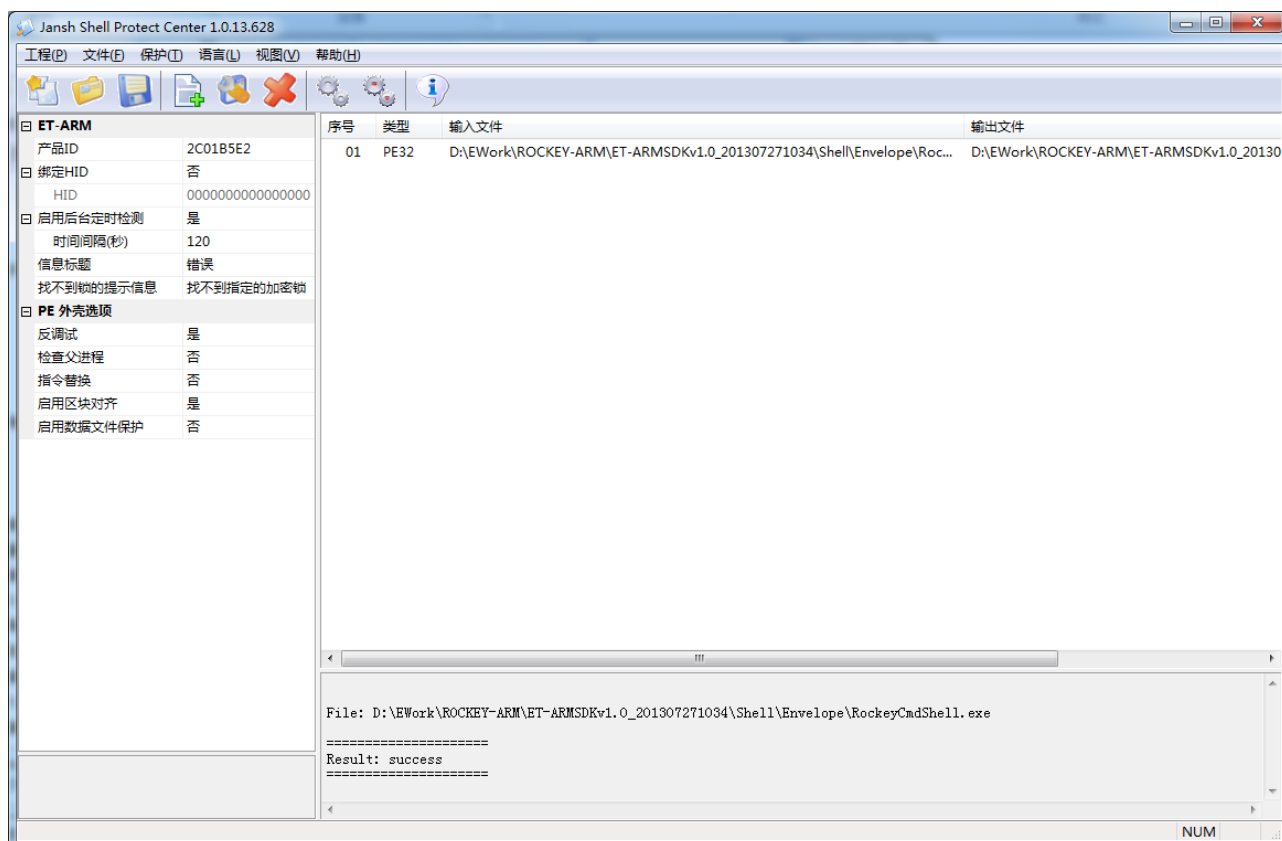 Jansh Shell Protect Center 1.0.13.628
工程(P) 文件(F) 保护(T) 语言(L) 视图(V) 帮助(H)
ET-ARM
产品ID 2C01B5E2
绑定HID 否
HID 0000000000000000
启用后台定时检测 是
时间间隔(秒) 120
信息标题 错误
找不到锁的提示信息 找不到指定的加密锁
PE 外壳选项
反调试 是
检查父进程 否
指令替换 否
启用区块对齐 是
启用数据文件保护 否
序号 类型 输入文件 输出文件
01 PE32 D:\EWork\ROCKEY-ARM\ET-ARMSDKv1.0_201307271034\Shell\Envelope\Roc... D:\EWork\ROCKEY-ARM\ET-ARMSDKv1.0_20130
File: D:\EWork\ROCKEY-ARM\ET-ARMSDKv1.0_201307271034\Shell\Envelope\RockeyCmdShell.exe
=====================
Result: success
=====================
NUM